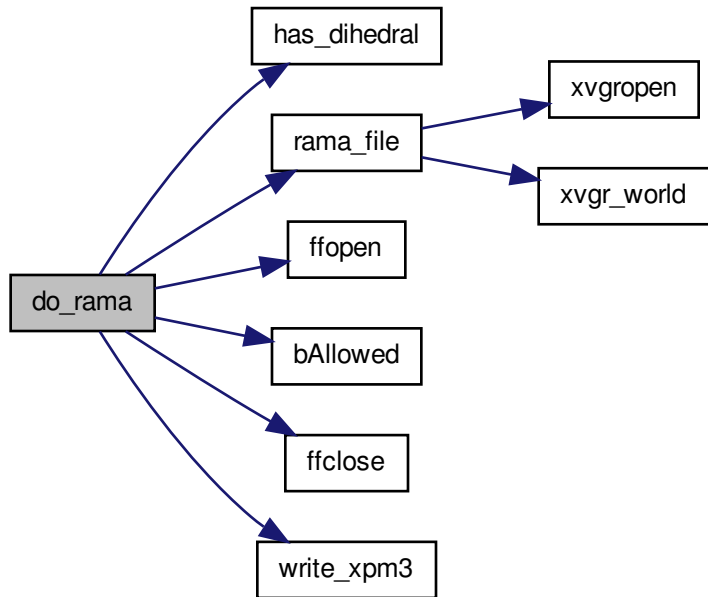 has_dihedral
xvgropen
rama_file
xvgr_world
ffopen
do_rama
bAllowed
ffclose
write_xpm3